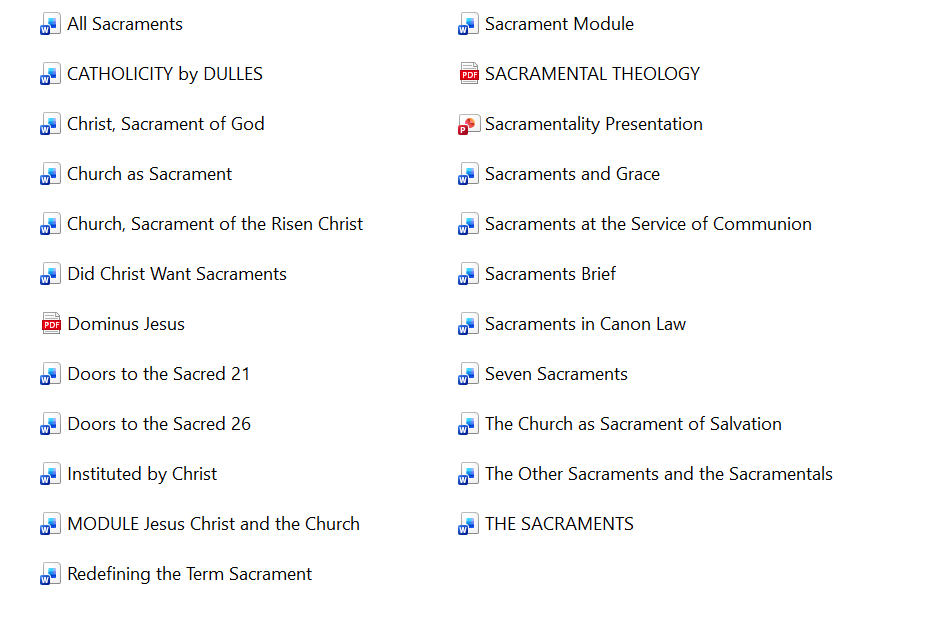 All Sacraments
CATHOLICITY by DULLES
Christ, Sacrament of God
Church as Sacrament
Church, Sacrament of the Risen Christ
Did Christ Want Sacraments
Dominus Jesus
Doors to the Sacred 21
Doors to the Sacred 26
Instituted by Christ
MODULE Jesus Christ and the Church
Redefining the Term Sacrament
Sacrament Module
SACRAMENTAL THEOLOGY
Sacramentality Presentation
Sacraments and Grace
Sacraments at the Service of Communion
Sacraments Brief
Sacraments in Canon Law
Seven Sacraments
The Church as Sacrament of Salvation
The Other Sacraments and the Sacramentals
THE SACRAMENTS